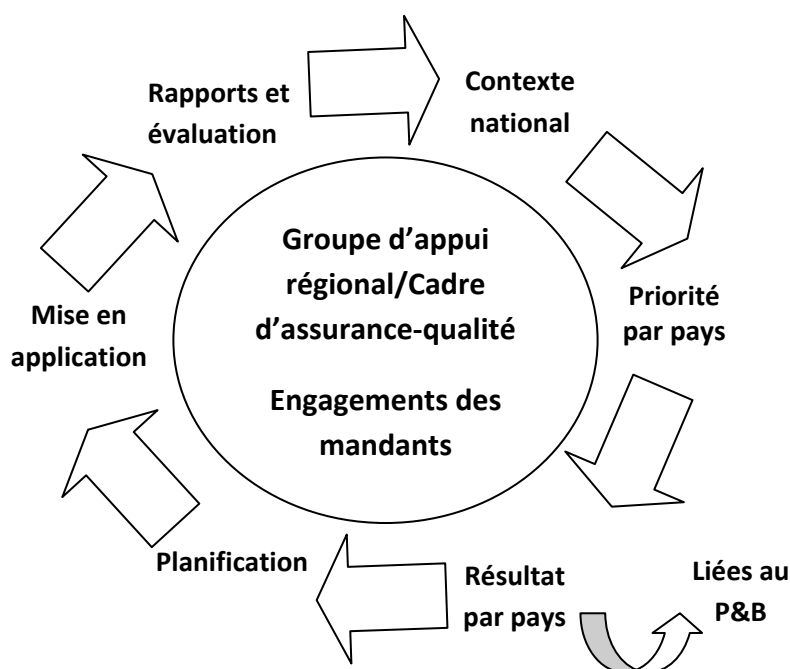 Rapports et
évaluation
Contexte
national
Priorité
par pays
Liées au
P&B
Résultat
par pays
Planification
Mise en
application
Groupe d’appui
régional/Cadre
d’assurance-qualité
Engagements des
mandants